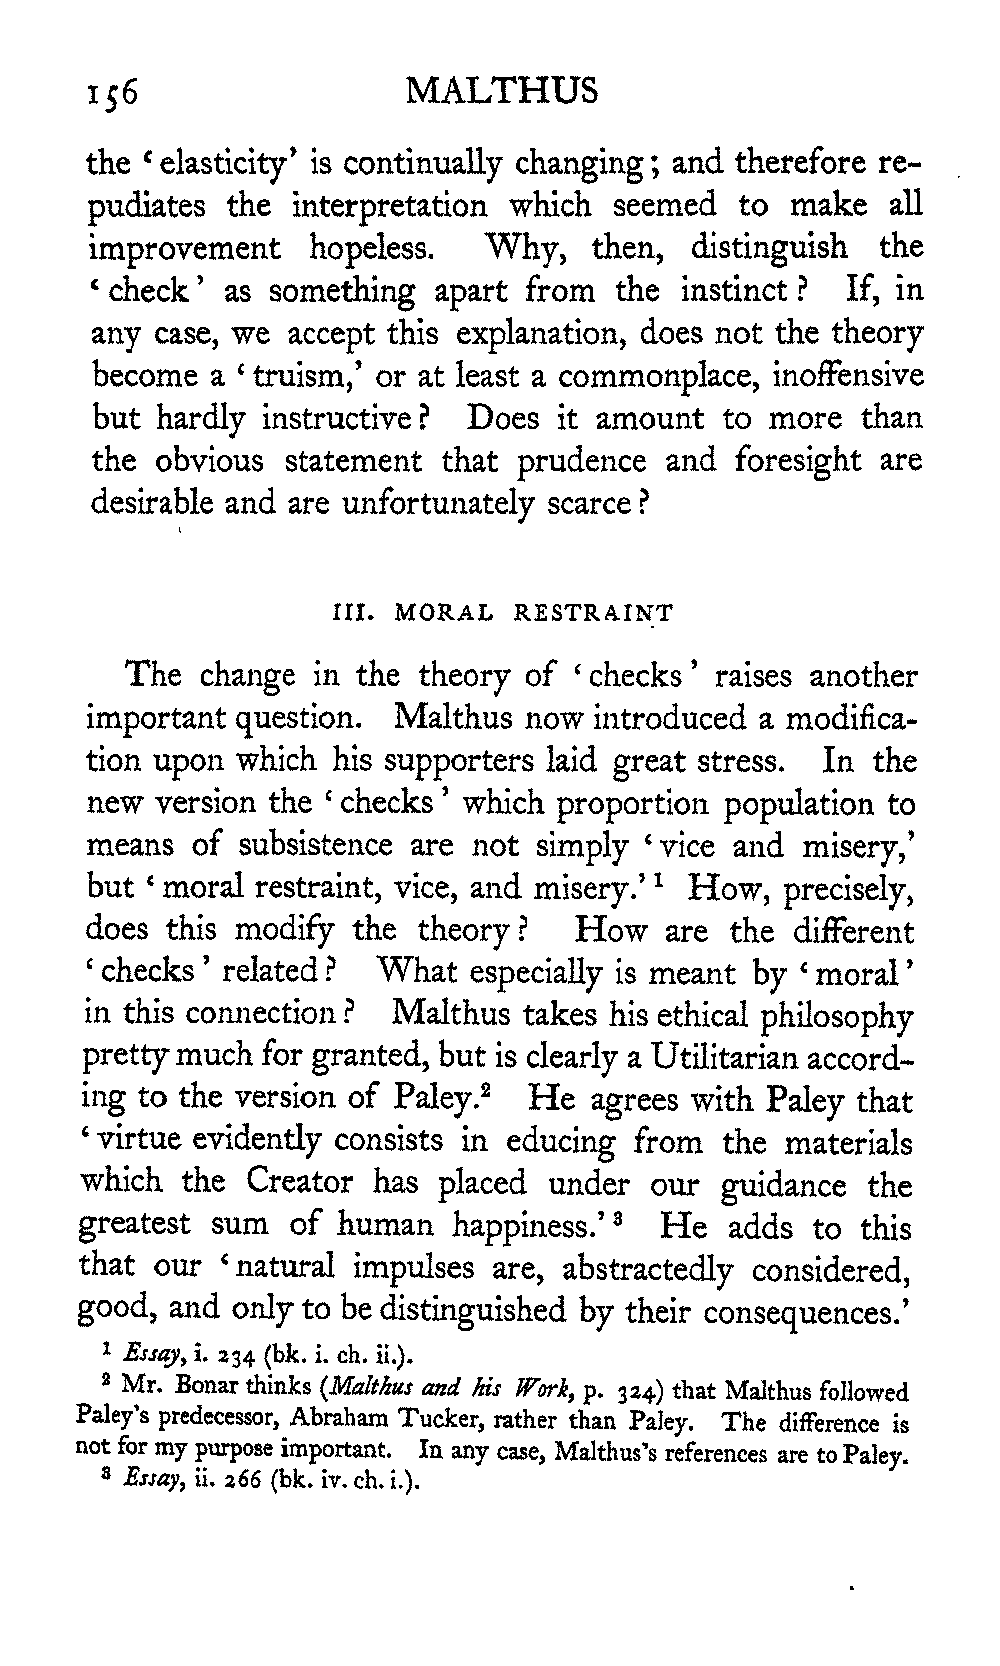 156 MALTHUS
the ‘elasticity’ is continually changing; and therefore re-
pudiates the interpretation which seemed to make all
improvement hopeless. Why, then, distinguish the
‘check’ as something apart from the instinct? If, in
any case, we accept this explanation, does not the theory
become a ‘truism,’ or at least a commonplace, inoffensive
but hardly instructive? Does it amount to more than
the obvious statement that prudence and foresight are
desirable and are unfortunately scarce?
III. MORAL RESTRAINT
The change in the theory of ‘checks’ raises another
important question. Malthus now introduced a modifica-
tion upon which his supporters laid great stress. In the
new version the ‘checks’ which proportion population to
means of subsistence are not simply ‘vice and misery,’
but ‘moral restraint, vice, and misery.’¹ How, precisely,
does this modify the theory? How are the different
‘checks’ related? What especially is meant by ‘moral’
in this connection? Malthus takes his ethical philosophy
pretty much for granted, but is clearly a Utilitarian accord-
ing to the version of Paley.² He agrees with Paley that
‘virtue evidently consists in educing from the materials
which the Creator has placed under our guidance the
greatest sum of human happiness.’³ He adds to this
that our ‘natural impulses are, abstractedly considered,
good, and only to be distinguished by their consequences.’
¹ Essay, i. 234 (bk. i. ch. ii.).
² Mr. Bonar thinks (Malthus and his Work, p. 324) that Malthus followed
Paley’s predecessor, Abraham Tucker, rather than Paley. The difference is
not for my purpose important. In any case, Malthus’s references are to Paley.
³ Essay, ii. 266 (bk. iv. ch. i.).